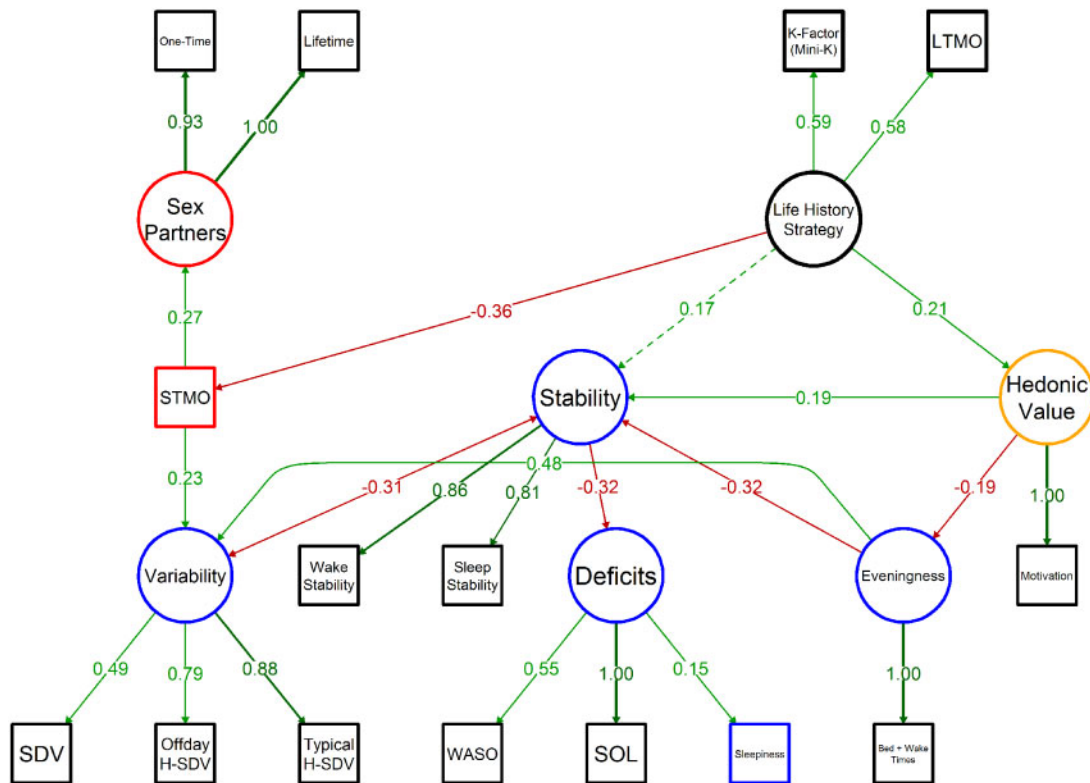 One-Time
Lifetime
K-Factor
(Mini-K)
LTMO
0.93
1.00
0.59
0.58
Sex
Partners
Life History
Strategy
0.27
-0.36
0.17
0.21
STMO
Stability
0.19
Hedonic
Value
0.23
-0.31
0.86
0.81
-0.32
0.48
-0.32
-0.19
1.00
Variability
Wake
Stability
Sleep
Stability
Deficits
Eveningness
Motivation
0.49
0.79
0.88
0.55
1.00
0.15
1.00
SDV
Offday
H-SDV
Typical
H-SDV
WASO
SOL
Sleepiness
Bed + Wake
Times